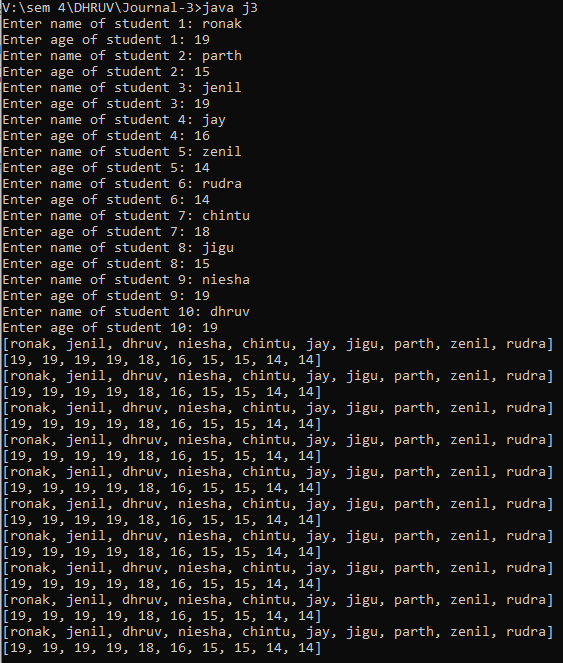 V:\sem 4\DHRUV\Journal-3>java j3
Enter name of student 1: ronak
Enter age of student 1: 19
Enter name of student 2: parth
Enter age of student 2: 15
Enter name of student 3: jenil
Enter age of student 3: 19
Enter name of student 4: jay
Enter age of student 4: 16
Enter name of student 5: zenil
Enter age of student 5: 14
Enter name of student 6: rudra
Enter age of student 6: 14
Enter name of student 7: chintu
Enter age of student 7: 18
Enter name of student 8: jigu
Enter age of student 8: 15
Enter name of student 9: niesha
Enter age of student 9: 19
Enter name of student 10: dhruv
Enter age of student 10: 19
[ronak, jenil, dhruv, niesha, chintu, jay, jigu, parth, zenil, rudra]
[19, 19, 19, 19, 18, 16, 15, 15, 14, 14]
[ronak, jenil, dhruv, niesha, chintu, jay, jigu, parth, zenil, rudra]
[19, 19, 19, 19, 18, 16, 15, 15, 14, 14]
[ronak, jenil, dhruv, niesha, chintu, jay, jigu, parth, zenil, rudra]
[19, 19, 19, 19, 18, 16, 15, 15, 14, 14]
[ronak, jenil, dhruv, niesha, chintu, jay, jigu, parth, zenil, rudra]
[19, 19, 19, 19, 18, 16, 15, 15, 14, 14]
[ronak, jenil, dhruv, niesha, chintu, jay, jigu, parth, zenil, rudra]
[19, 19, 19, 19, 18, 16, 15, 15, 14, 14]
[ronak, jenil, dhruv, niesha, chintu, jay, jigu, parth, zenil, rudra]
[19, 19, 19, 19, 18, 16, 15, 15, 14, 14]
[ronak, jenil, dhruv, niesha, chintu, jay, jigu, parth, zenil, rudra]
[19, 19, 19, 19, 18, 16, 15, 15, 14, 14]
[ronak, jenil, dhruv, niesha, chintu, jay, jigu, parth, zenil, rudra]
[19, 19, 19, 19, 18, 16, 15, 15, 14, 14]
[ronak, jenil, dhruv, niesha, chintu, jay, jigu, parth, zenil, rudra]
[19, 19, 19, 19, 18, 16, 15, 15, 14, 14]
[ronak, jenil, dhruv, niesha, chintu, jay, jigu, parth, zenil, rudra]
[19, 19, 19, 19, 18, 16, 15, 15, 14, 14]